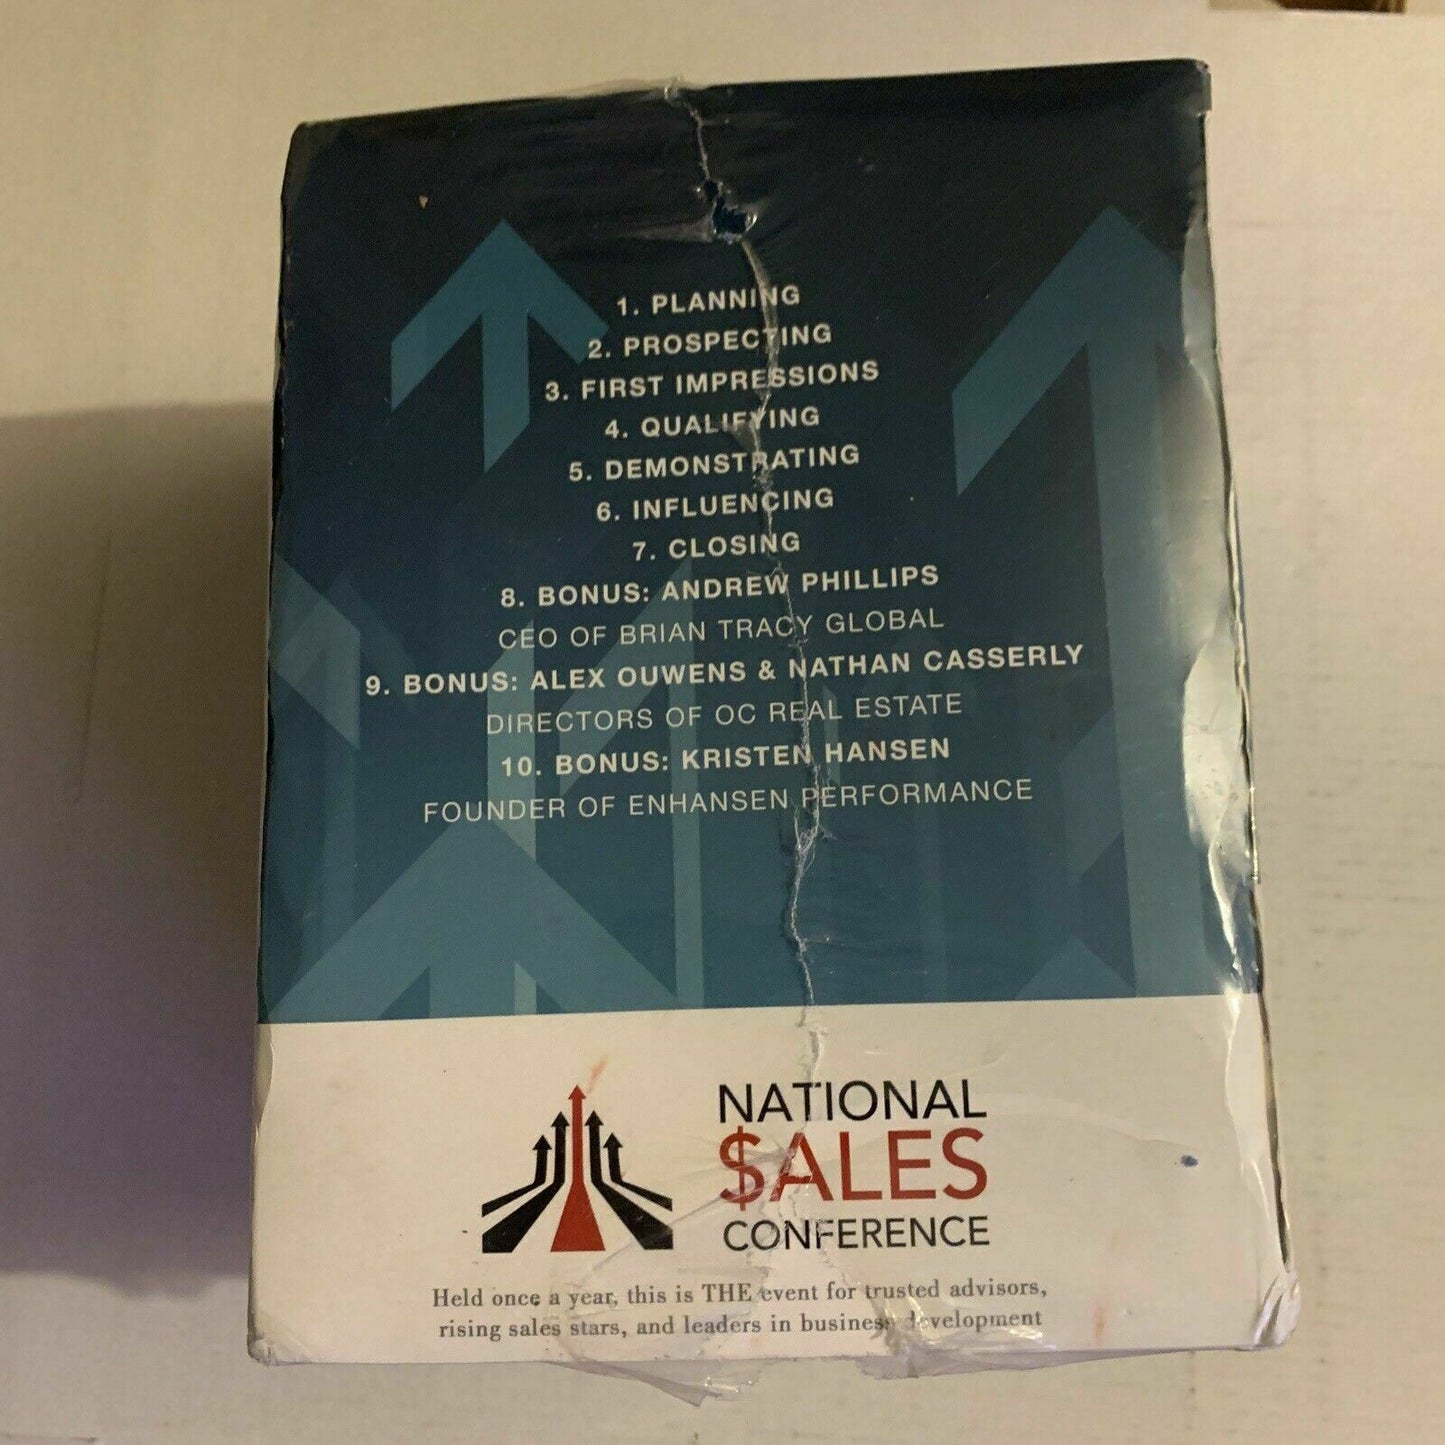 1. PLANNING
2. PROSPECTING
3. FIRST IMPRESSIONS
4. QUALIFYING
5. DEMONSTRATING
6. INFLUENCING
7. CLOSING
8. BONUS: ANDREW PHILLIPS
CEO OF BRIAN TRACY GLOBAL
9. BONUS: ALEX OUWENS & NATHAN CASSERLY
DIRECTORS OF OC REAL ESTATE
10. BONUS: KRISTEN HANSEN
FOUNDER OF ENHANSEN PERFORMANCE
NATIONAL
$ALES
CONFERENCE
Held once a year, this is THE event for trusted advisors,
rising sales stars, and leaders in business development